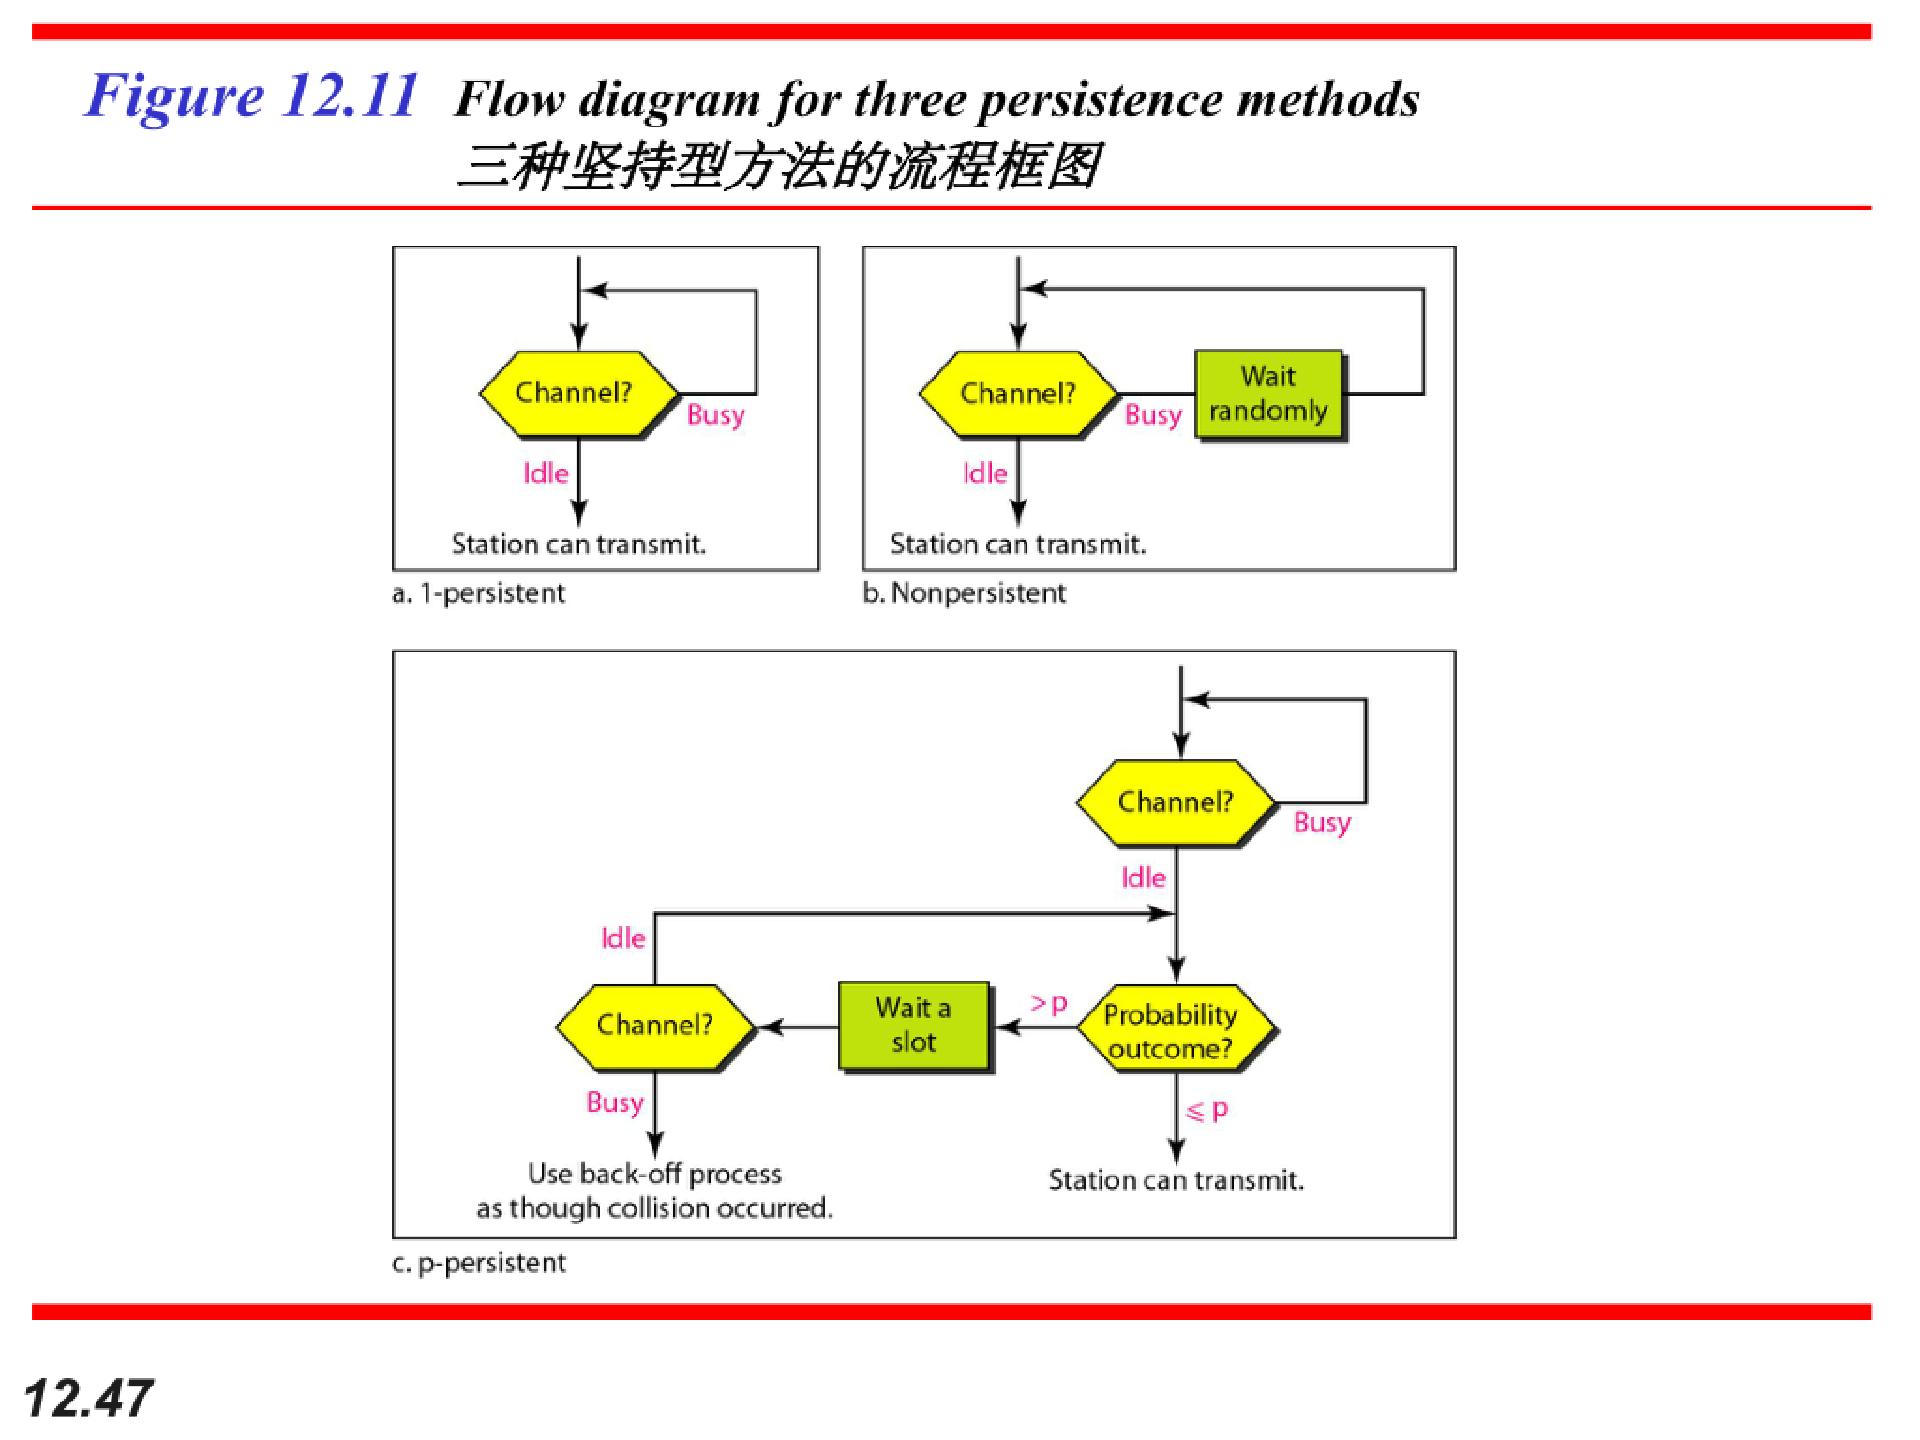 Figure 12.11 Flow diagram for three persistence methods
三种坚持型方法的流程框图
Channel?
Busy
Idle
Station can transmit.
a. 1-persistent
Channel?
Busy
Wait
randomly
Idle
Station can transmit.
b. Nonpersistent
Channel?
Busy
Idle
Idle
Channel?
Wait a
slot
>p
Probability
outcome?
Busy
⩽ p
Use back-off process
as though collision occurred.
Station can transmit.
c. p-persistent
12.47